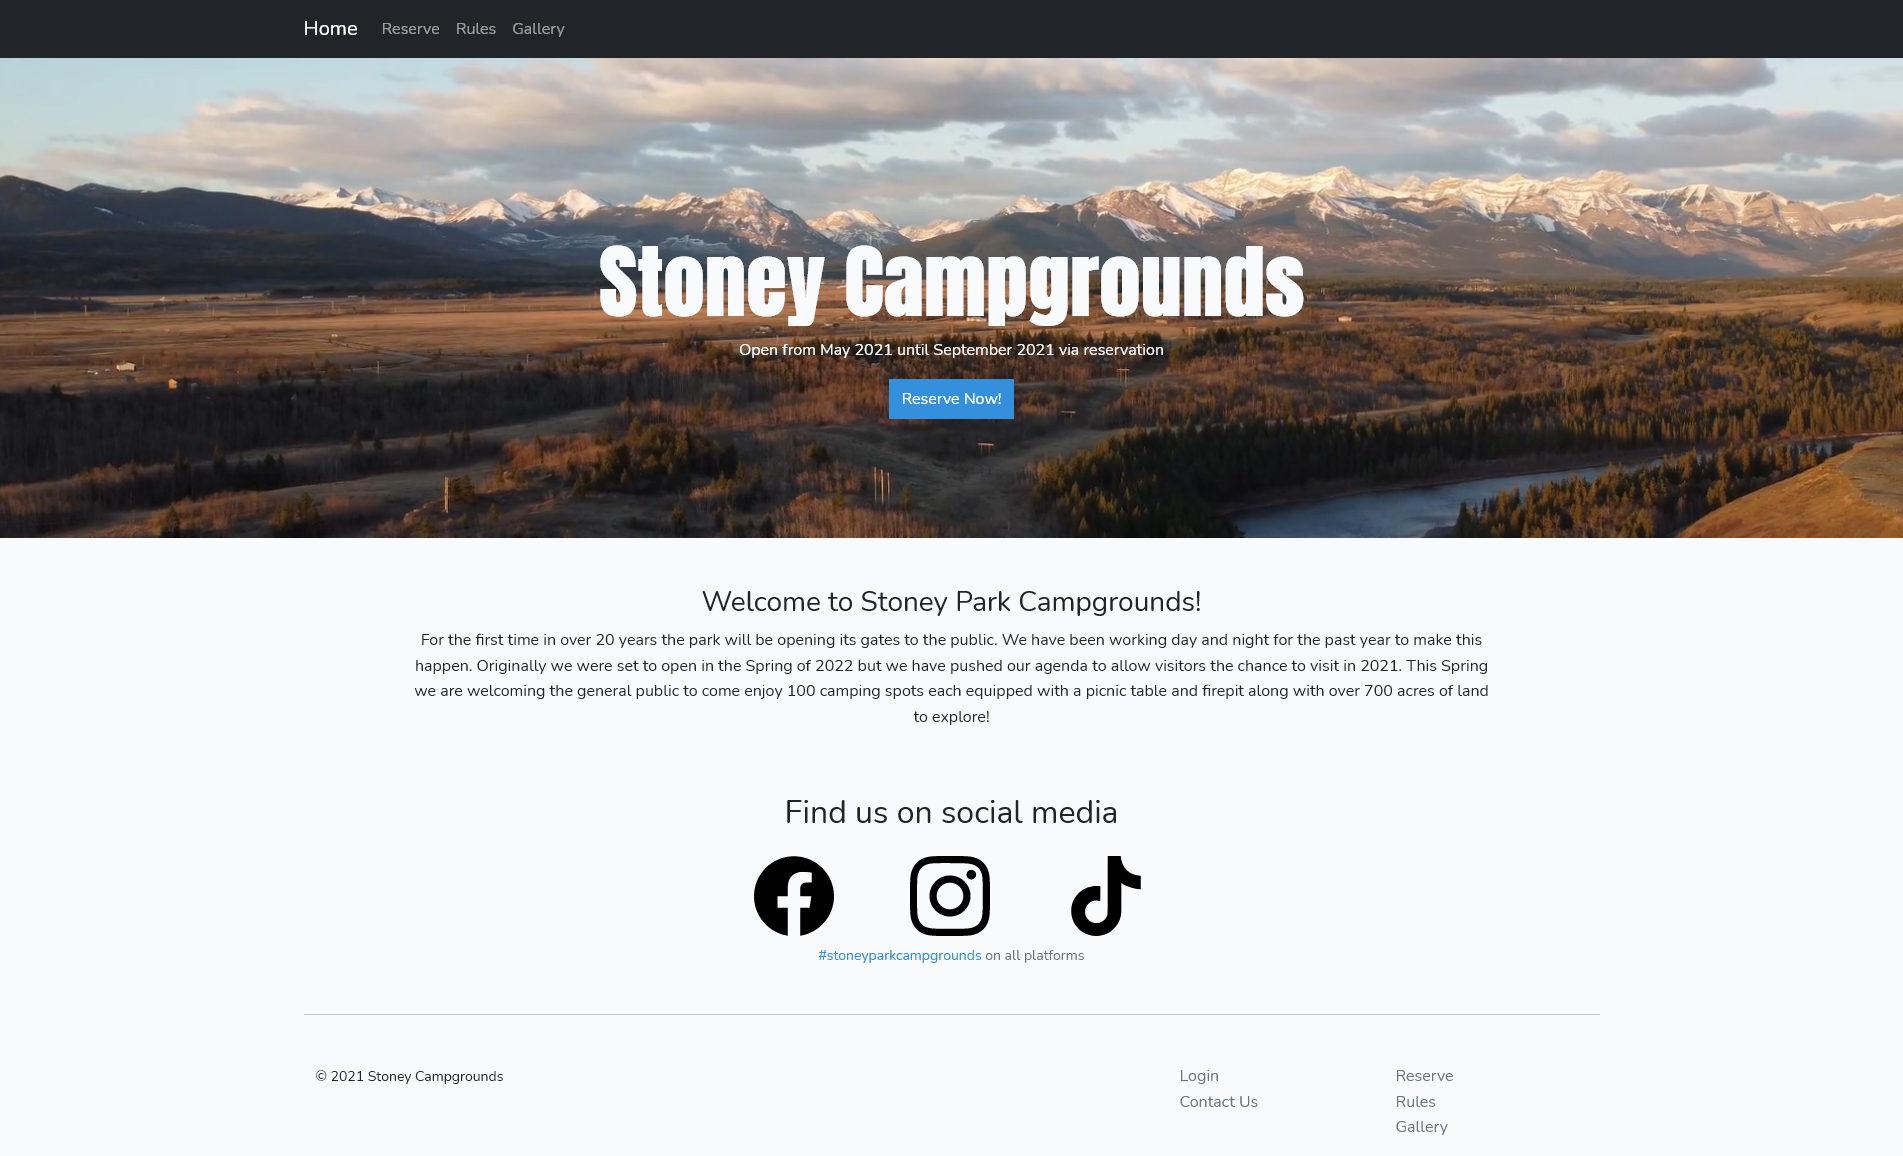 Home Reserve Rules Gallery
Stoney Campgrounds
Open from May 2021 until September 2021 via reservation
Reserve Now!
Welcome to Stoney Park Campgrounds!
For the first time in over 20 years the park will be opening its gates to the public. We have been working day and night for the past year to make this
happen. Originally we were set to open in the Spring of 2022 but we have pushed our agenda to allow visitors the chance to visit in 2021. This Spring
we are welcoming the general public to come enjoy 100 camping spots each equipped with a picnic table and firepit along with over 700 acres of land
to explore!
Find us on social media
#stoneyparkcampgrounds on all platforms
© 2021 Stoney Campgrounds
Login
Contact Us
Reserve
Rules
Gallery